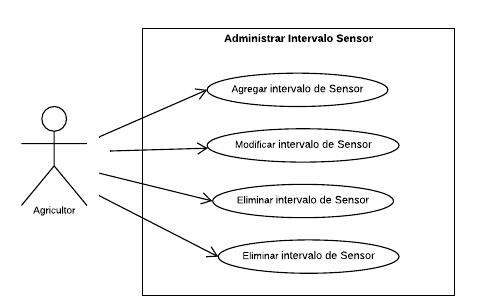 Administrar Intervalo Sensor
Agregar intervalo de Sensor
Modificar intervalo de Sensor
Eliminar intervalo de Sensor
Agricultor
Eliminar intervalo de Sensor